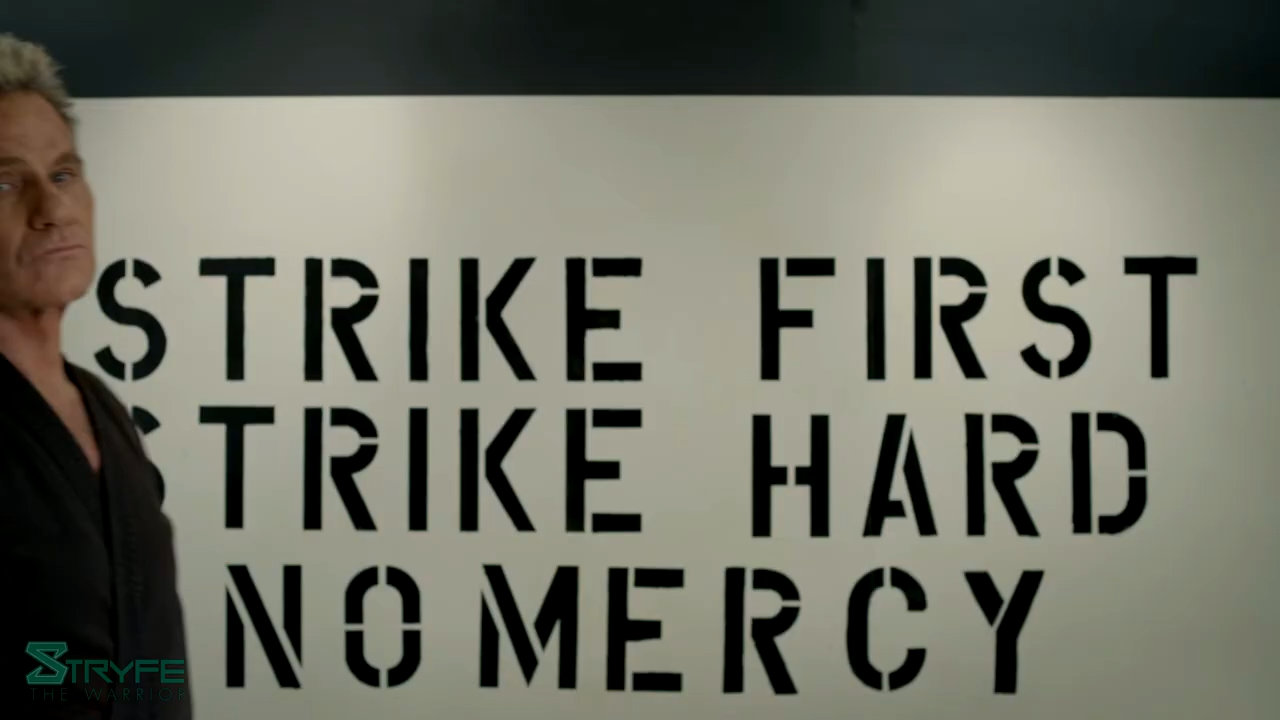 STRIKE FIRST
STRIKE HARD
NO MERCY
STRYFE
THE WARRIOR